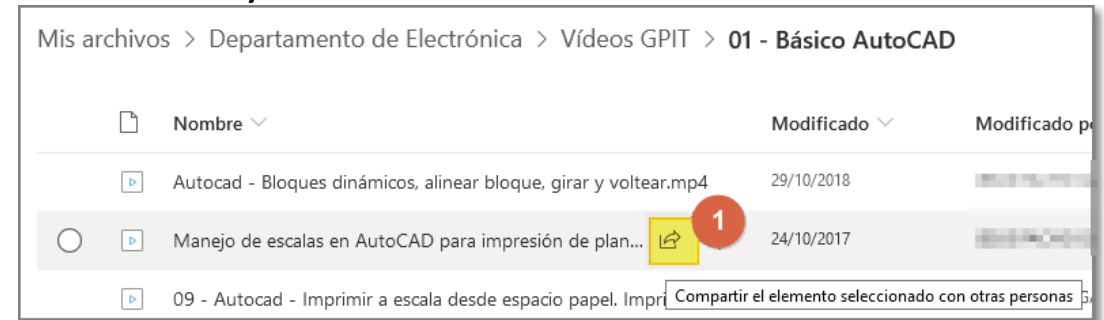 Mis archivos > Departamento de Electrónica > Vídeos GPIT > 01 - Básico AutoCAD
Nombre Modificado Modificado
Autocad - Bloques dinámicos, alinear bloque, girar y voltear.mp4 29/10/2018
Manejo de escalas en AutoCAD para impresión de plan... 1 24/10/2017
09 - Autocad - Imprimir a escala desde espacio papel. Impri
Compartir el elemento seleccionado con otras personas